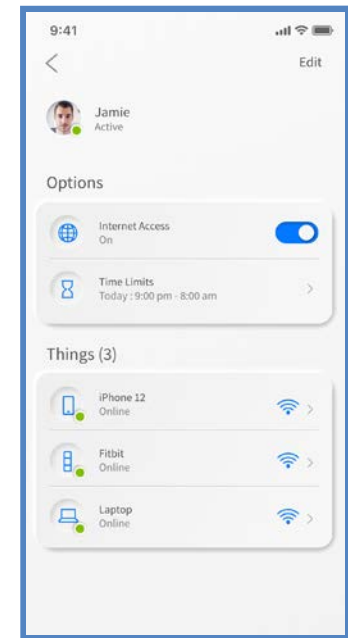 9:41
Edit
Jamie
Active
Options
Internet Access
On
Time Limits
Today : 9:00 pm - 8:00 am
Things (3)
iPhone 12
Online
Fitbit
Online
Laptop
Online